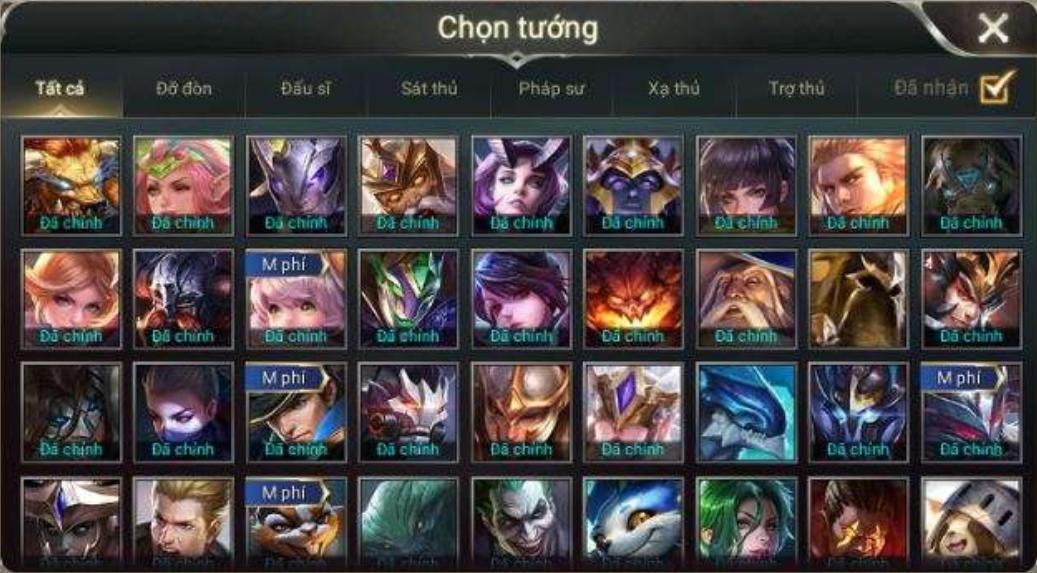 Chọn tướng
Tất cả Đỡ đòn Đấu sĩ Sát thủ Pháp sư Xạ thủ Trợ thủ Đã nhận
Đã chỉnh Đã chỉnh Đã chỉnh Đã chỉnh Đã chỉnh Đã chỉnh Đã chỉnh Đã chỉnh Đã chỉnh
M phí
Đã chỉnh Đã chỉnh Đã chỉnh Đã chỉnh Đã chỉnh Đã chỉnh Đã chỉnh Đã chỉnh
M phí M phí
Đã chỉnh Đã chỉnh Đã chỉnh Đã chỉnh Đã chỉnh Đã chỉnh Đã chỉnh Đã chỉnh
M phí